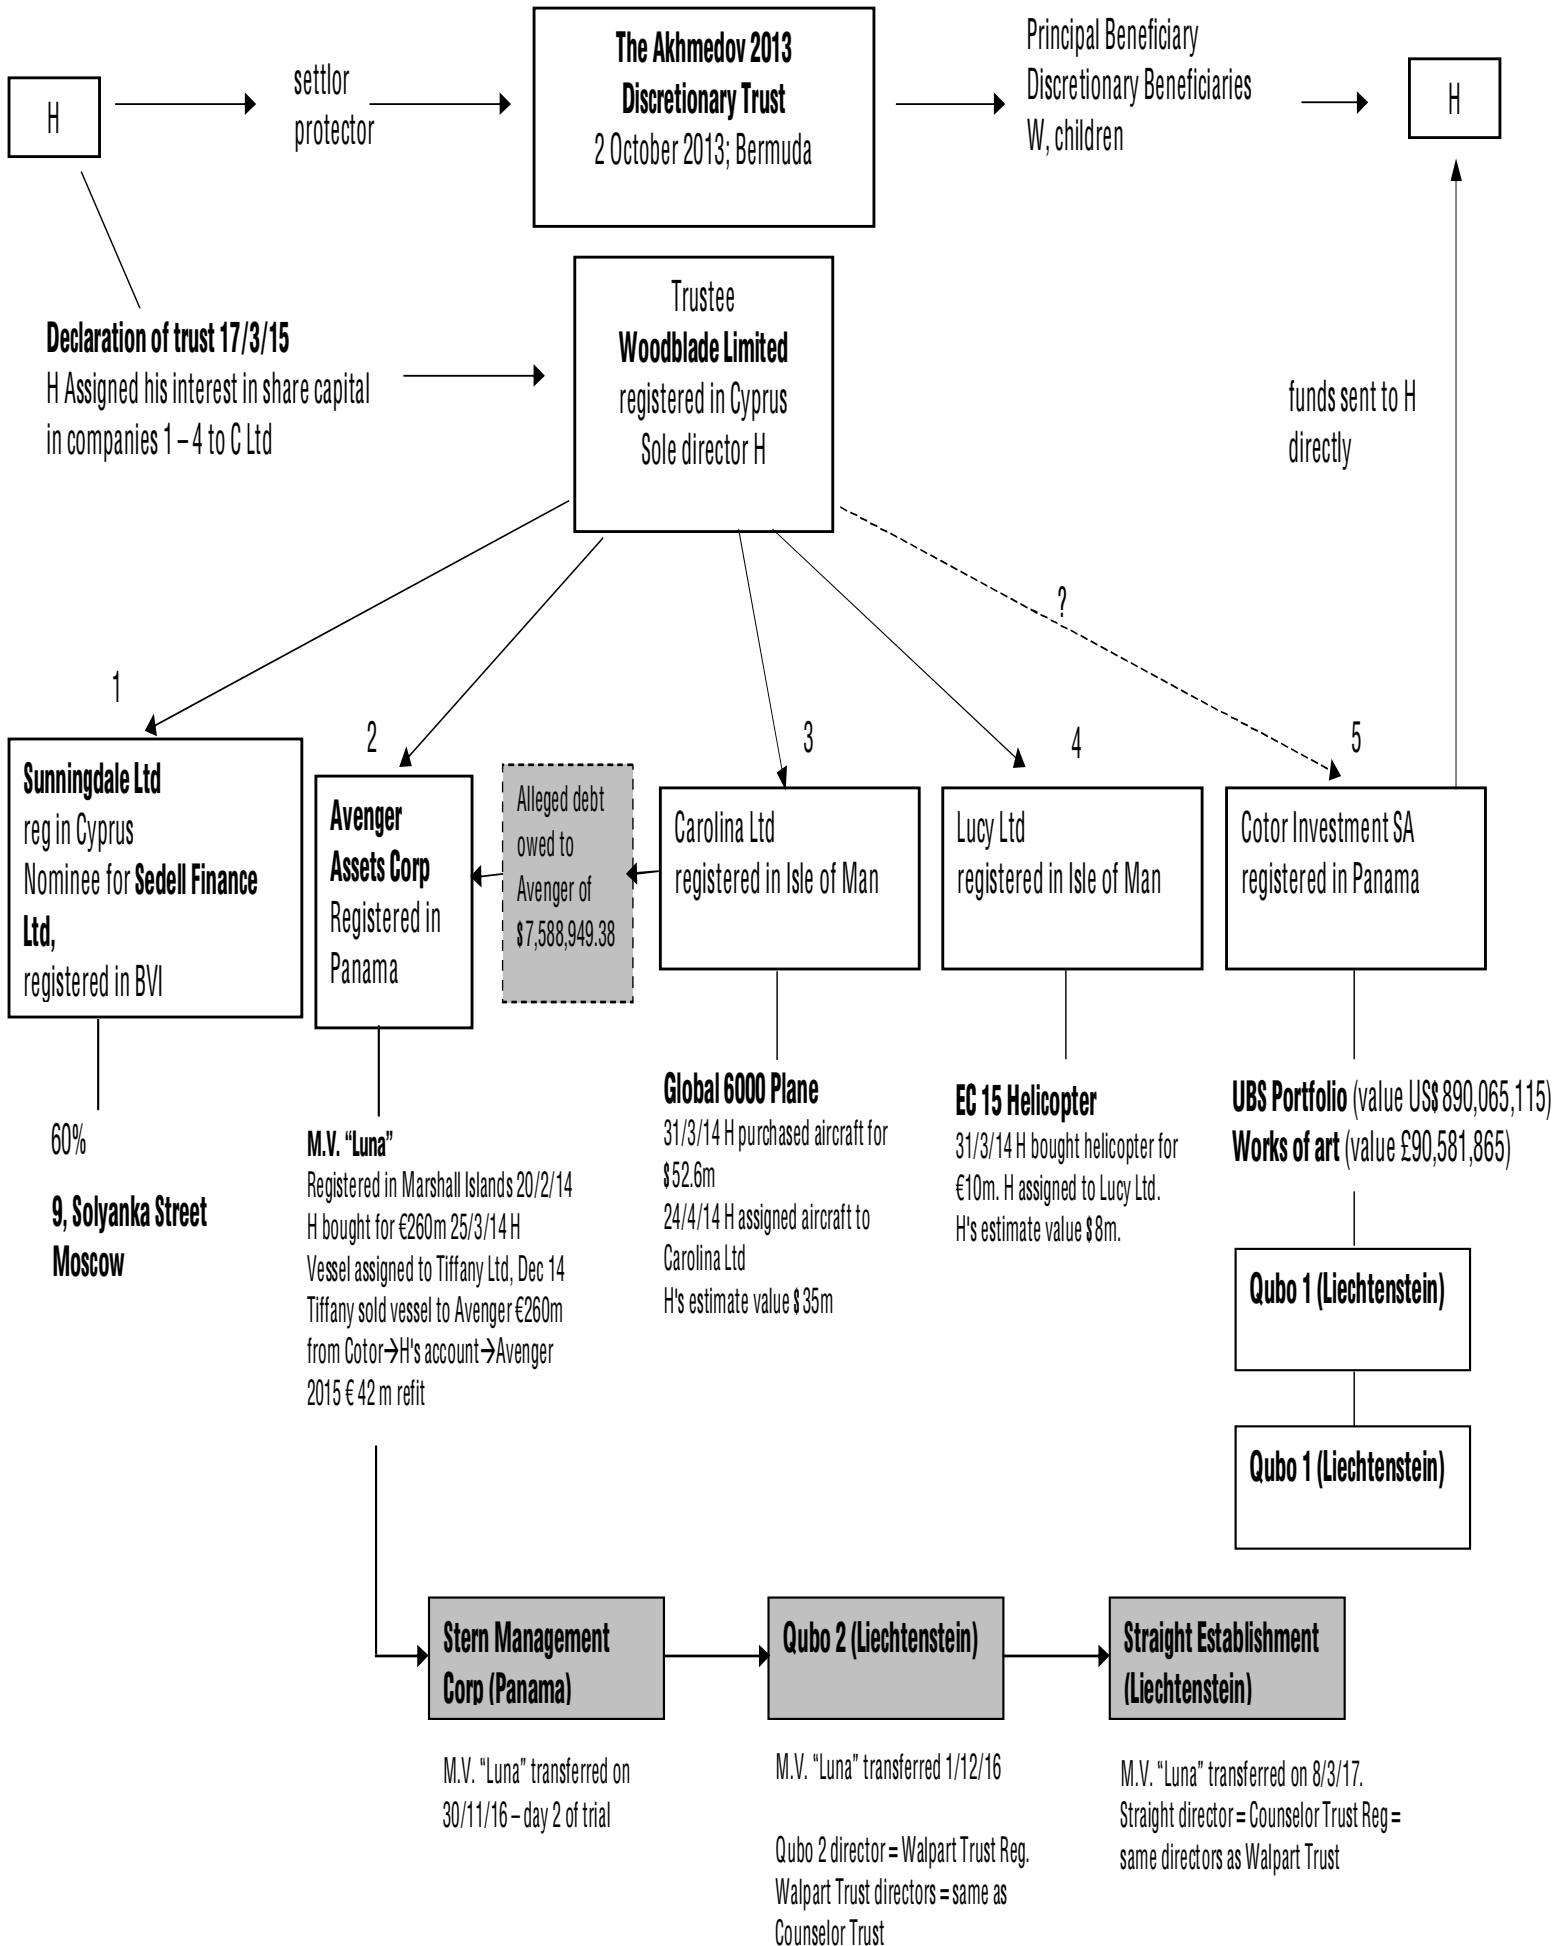 H
settlor
protector
The Akhmedov 2013
Discretionary Trust
2 October 2013; Bermuda
Principal Beneficiary
Discretionary Beneficiaries
W, children
H
Declaration of trust 17/3/15
H Assigned his interest in share capital
in companies 1 – 4 to C Ltd
Trustee
Woodblade Limited
registered in Cyprus
Sole director H
funds sent to H
directly
?
1
2
3
4
5
Sunningdale Ltd
reg in Cyprus
Nominee for Sedell Finance
Ltd,
registered in BVI
Avenger
Assets Corp
Registered in
Panama
Alleged debt
owed to
Avenger of
$7,588,949.38
Carolina Ltd
registered in Isle of Man
Lucy Ltd
registered in Isle of Man
Cotor Investment SA
registered in Panama
60%
9, Solyanka Street
Moscow
M.V. “Luna”
Registered in Marshall Islands 20/2/14
H bought for €260m 25/3/14 H
Vessel assigned to Tiffany Ltd, Dec 14
Tiffany sold vessel to Avenger €260m
from Cotor→H's account→Avenger
2015 € 42 m refit
Global 6000 Plane
31/3/14 H purchased aircraft for
$52.6m
24/4/14 H assigned aircraft to
Carolina Ltd
H's estimate value $ 35m
EC 15 Helicopter
31/3/14 H bought helicopter for
€10m. H assigned to Lucy Ltd.
H's estimate value $8m.
UBS Portfolio (value US$ 890,065,115)
Works of art (value £90,581,865)
Qubo 1 (Liechtenstein)
Qubo 1 (Liechtenstein)
Stern Management
Corp (Panama)
Qubo 2 (Liechtenstein)
Straight Establishment
(Liechtenstein)
M.V. “Luna” transferred on
30/11/16 – day 2 of trial
M.V. “Luna” transferred 1/12/16
Qubo 2 director = Walpart Trust Reg.
Walpart Trust directors = same as
Counselor Trust
M.V. “Luna” transferred on 8/3/17.
Straight director = Counselor Trust Reg =
same directors as Walpart Trust